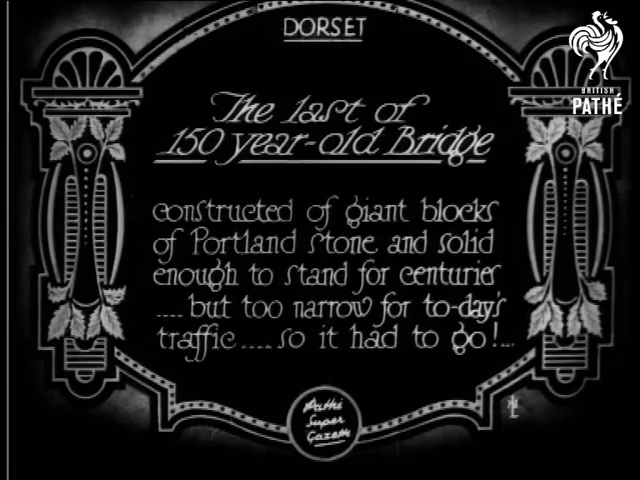 DORSET
BRITISH
PATHÉ
The last of
150 year-old Bridge
constructed of giant blocks
of Portland stone and solid
enough to stand for centuries
....but too narrow for to-day's
traffic....so it had to go!...
Pathé
Super
Gazette